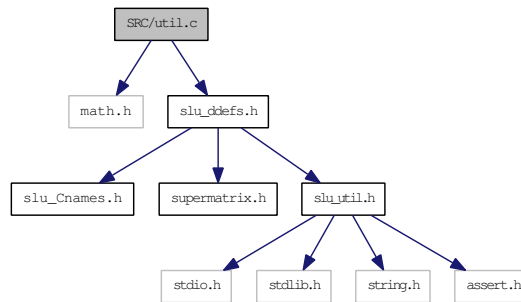 SRC/util.c
math.h
slu_ddefs.h
slu_Cnames.h
supermatrix.h
slu_util.h
stdio.h
stdlib.h
string.h
assert.h